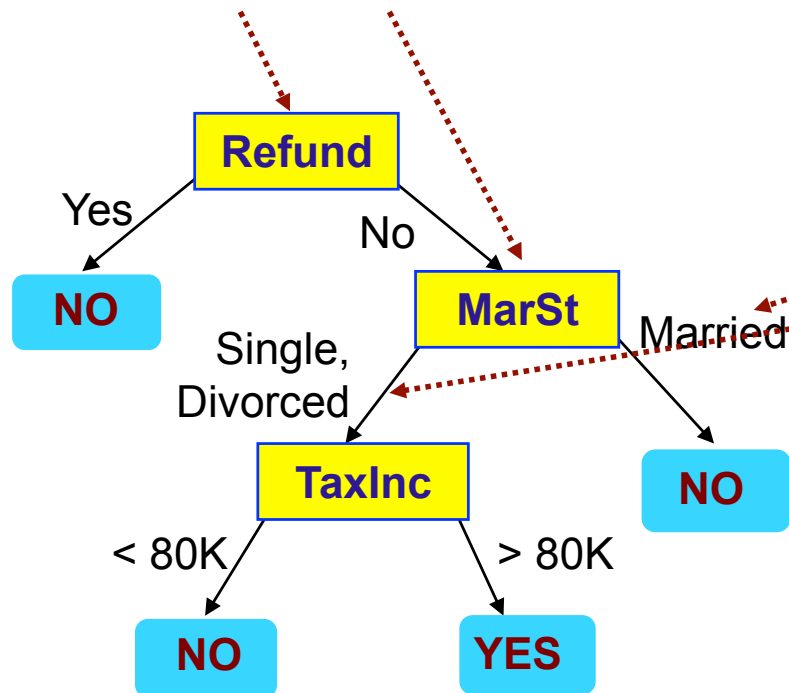 Refund
Yes
No
NO
MarSt
Married
Single,
Divorced
TaxInc
NO
< 80K
> 80K
NO
YES